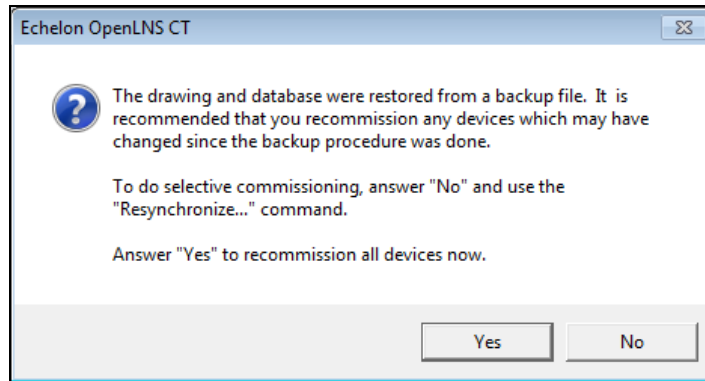 Echelon OpenLNS CT
The drawing and database were restored from a backup file.  It is
recommended that you recommission any devices which may have
changed since the backup procedure was done.
To do selective commissioning, answer "No" and use the
"Resynchronize..." command.
Answer "Yes" to recommission all devices now.
Yes
No